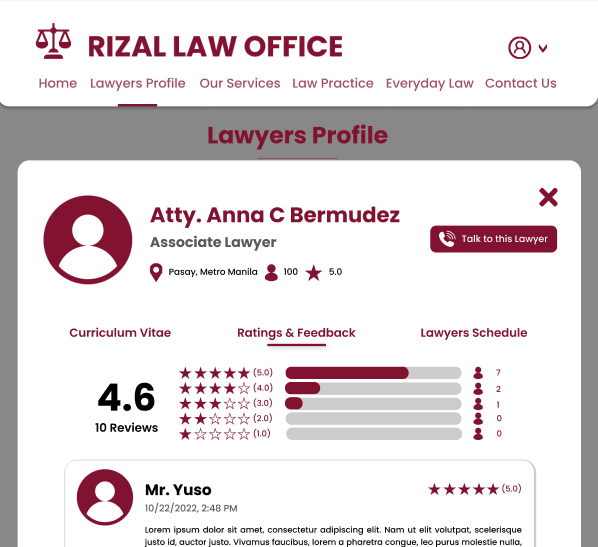 RIZAL LAW OFFICE
Home Lawyers Profile Our Services Law Practice Everyday Law Contact Us
Lawyers Profile
Atty. Anna C Bermudez
Associate Lawyer
Talk to this Lawyer
Pasay, Metro Manila 100 5.0
Curriculum Vitae Ratings & Feedback Lawyers Schedule
(5.0) 7
(4.0) 2
(3.0) 1
(2.0) 0
(1.0) 0
4.6
10 Reviews
Mr. Yuso (5.0)
10/22/2022, 2:48 PM
Lorem ipsum dolor sit amet, consectetur adipiscing elit. Nam ut elit volutpat, scelerisque
justo id, auctor justo. Vivamus faucibus, lorem a pharetra congue, leo purus molestie nulla,